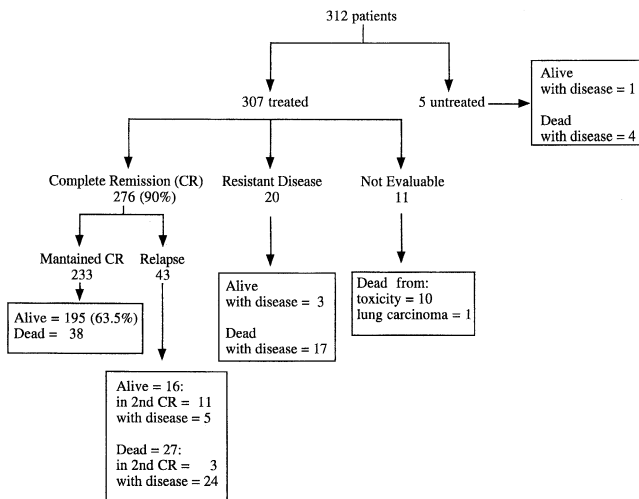 312 patients
307 treated
5 untreated
Alive
with disease = 1
Dead
with disease = 4
Complete Remission (CR)
276 (90%)
Resistant Disease
20
Not Evaluable
11
Mantained CR
233
Relapse
43
Alive = 195 (63.5%)
Dead = 38
Alive
with disease = 3
Dead
with disease = 17
Dead from:
toxicity = 10
lung carcinoma = 1
Alive = 16:
in 2nd CR = 11
with disease = 5
Dead = 27:
in 2nd CR = 3
with disease = 24